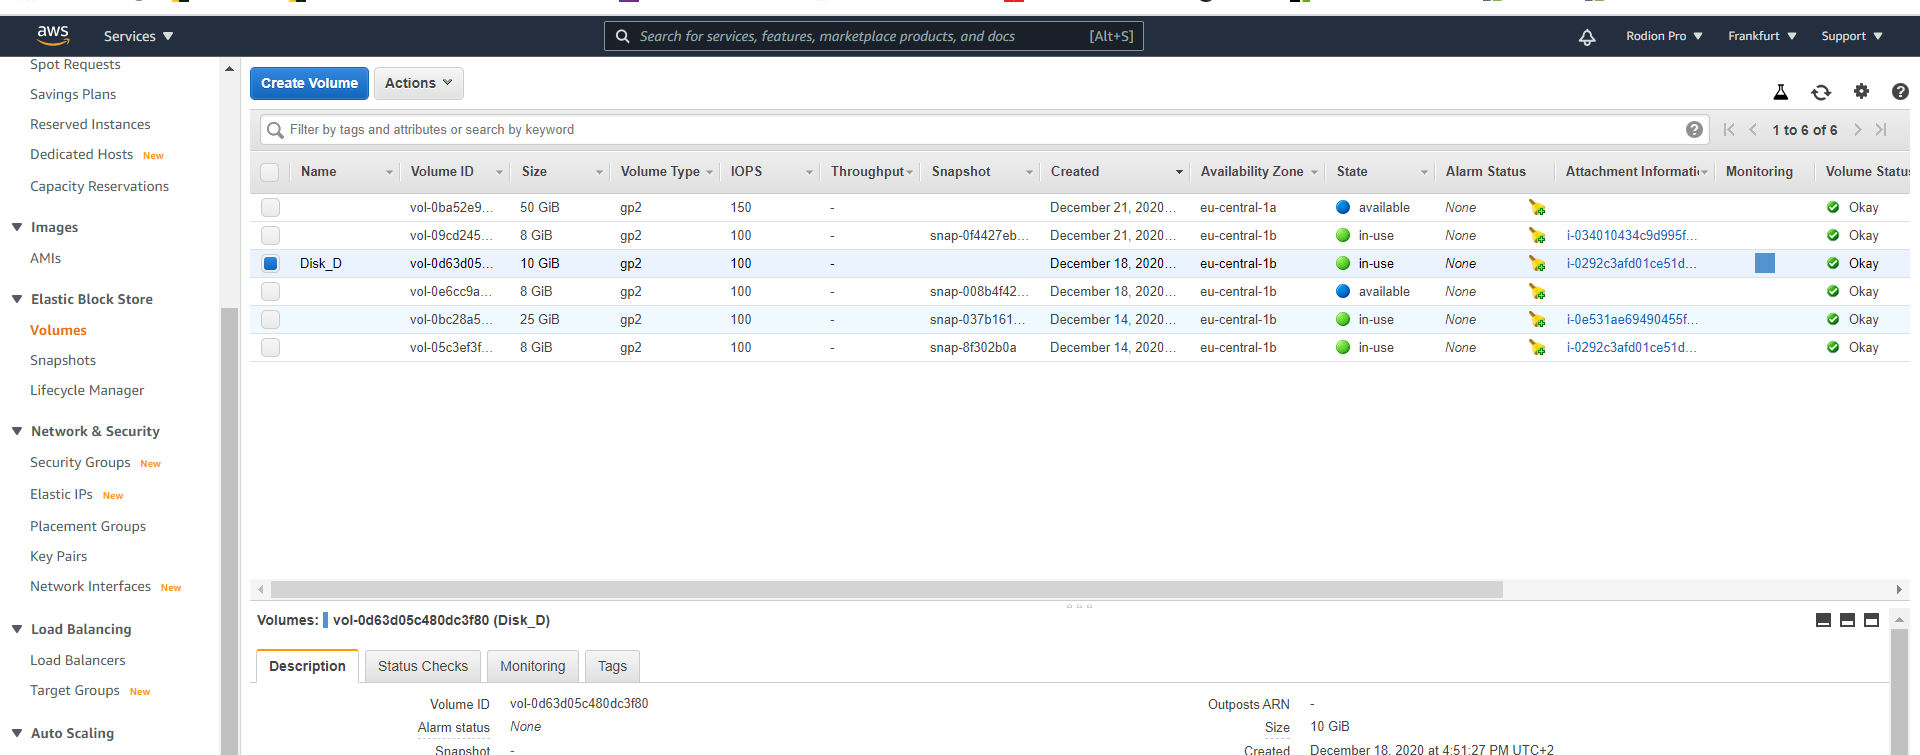 aws
Services
Search for services, features, marketplace products, and docs [Alt+S]
Rodion Pro
Frankfurt
Support
Spot Requests
Savings Plans
Reserved Instances
Dedicated Hosts New
Capacity Reservations
Images
AMIs
Elastic Block Store
Volumes
Snapshots
Lifecycle Manager
Network & Security
Security Groups New
Elastic IPs New
Placement Groups
Key Pairs
Network Interfaces New
Load Balancing
Load Balancers
Target Groups New
Auto Scaling
Create Volume Actions
Filter by tags and attributes or search by keyword
1 to 6 of 6
Name Volume ID Size Volume Type IOPS Throughput Snapshot Created Availability Zone State Alarm Status Attachment Informati Monitoring Volume Status
vol-0ba52e9... 50 GiB gp2 150 - December 21, 2020... eu-central-1a available None Okay
vol-09cd245... 8 GiB gp2 100 - snap-0f4427eb... December 21, 2020... eu-central-1b in-use None i-034010434c9d995f... Okay
Disk_D vol-0d63d05... 10 GiB gp2 100 - December 18, 2020... eu-central-1b in-use None i-0292c3afd01ce51d... Okay
vol-0e6cc9a... 8 GiB gp2 100 - snap-008b4f42... December 18, 2020... eu-central-1b available None Okay
vol-0bc28a5... 25 GiB gp2 100 - snap-037b161... December 14, 2020... eu-central-1b in-use None i-0e531ae69490455f... Okay
vol-05c3ef3f... 8 GiB gp2 100 - snap-8f302b0a December 14, 2020... eu-central-1b in-use None i-0292c3afd01ce51d... Okay
Volumes: vol-0d63d05c480dc3f80 (Disk_D)
Description Status Checks Monitoring Tags
Volume ID vol-0d63d05c480dc3f80
Alarm status None
Snapshot -
Outposts ARN -
Size 10 GiB
Created December 18, 2020 at 4:51:27 PM UTC+2